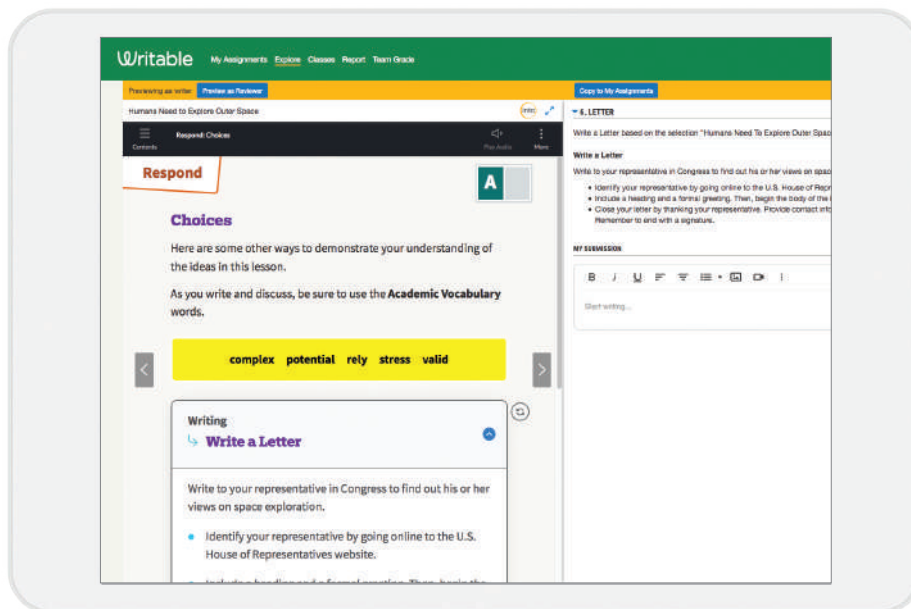 Writable
My Assignments Explore Classes Report Team Grade
Previewing as writer Preview as Reviewer
Copy to My Assignments
Humans Need to Explore Outer Space
Contents
Respond: Choices
Play Audio
More
Respond
A
Choices
Here are some other ways to demonstrate your understanding of
the ideas in this lesson.
As you write and discuss, be sure to use the Academic Vocabulary
words.
complex potential rely stress valid
Writing
Write a Letter
Write to your representative in Congress to find out his or her
views on space exploration.
• Identify your representative by going online to the U.S.
House of Representatives website.
6. LETTER
Write a Letter based on the selection "Humans Need To Explore Outer Spac
Write a Letter
Write to your representative in Congress to find out his or her views on spac
• Identify your representative by going online to the U.S. House of Repr
• Include a heading and a formal greeting. Then, begin the body of the
• Close your letter by thanking your representative. Provide contact inf
Remember to end with a signature.
MY SUBMISSION
B I U
Start writing...